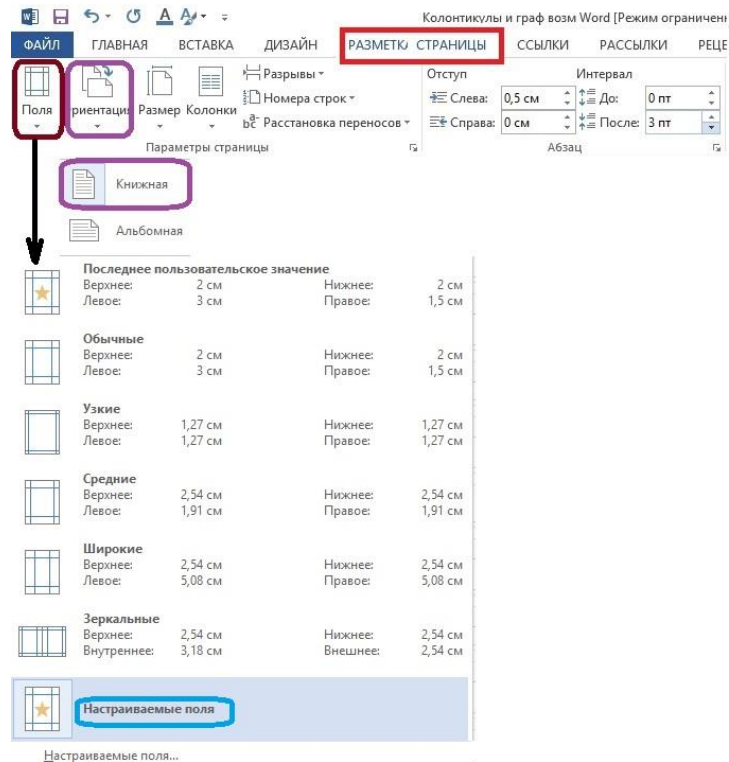 Колонтикулы и граф возм Word [Режим ограничен
ФАЙЛ ГЛАВНАЯ ВСТАВКА ДИЗАЙН РАЗМЕТКА СТРАНИЦЫ ССЫЛКИ РАССЫЛКИ РЕЦЕ
Поля риентация Размер Колонки
Разрывы
Номера строк
Расстановка переносов
Параметры страницы
Отступ Интервал
Слева: 0,5 см До: 0 пт
Справа: 0 см После: 3 пт
Абзац
Книжная
Альбомная
Последнее пользовательское значение
Верхнее: 2 см Нижнее: 2 см
Левое: 3 см Правое: 1,5 см
Обычные
Верхнее: 2 см Нижнее: 2 см
Левое: 3 см Правое: 1,5 см
Узкие
Верхнее: 1,27 см Нижнее: 1,27 см
Левое: 1,27 см Правое: 1,27 см
Средние
Верхнее: 2,54 см Нижнее: 2,54 см
Левое: 1,91 см Правое: 1,91 см
Широкие
Верхнее: 2,54 см Нижнее: 2,54 см
Левое: 5,08 см Правое: 5,08 см
Зеркальные
Верхнее: 2,54 см Нижнее: 2,54 см
Внутреннее: 3,18 см Внешнее: 2,54 см
Настраиваемые поля
Настраиваемые поля...